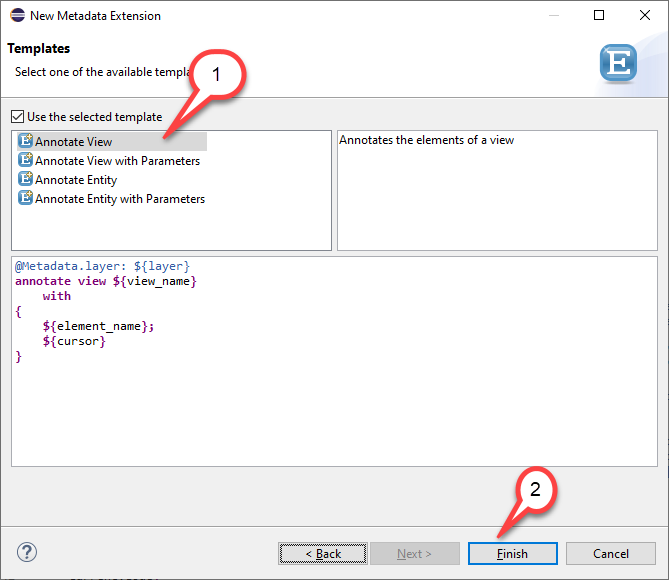 New Metadata Extension
Templates
Select one of the available templa
1
E
Use the selected template
Annotate View
Annotate View with Parameters
Annotate Entity
Annotate Entity with Parameters
Annotates the elements of a view
@Metadata.layer: ${layer}
annotate view ${view_name}
    with
{
    ${element_name};
    ${cursor}
}
2
?
< Back
Next >
Finish
Cancel